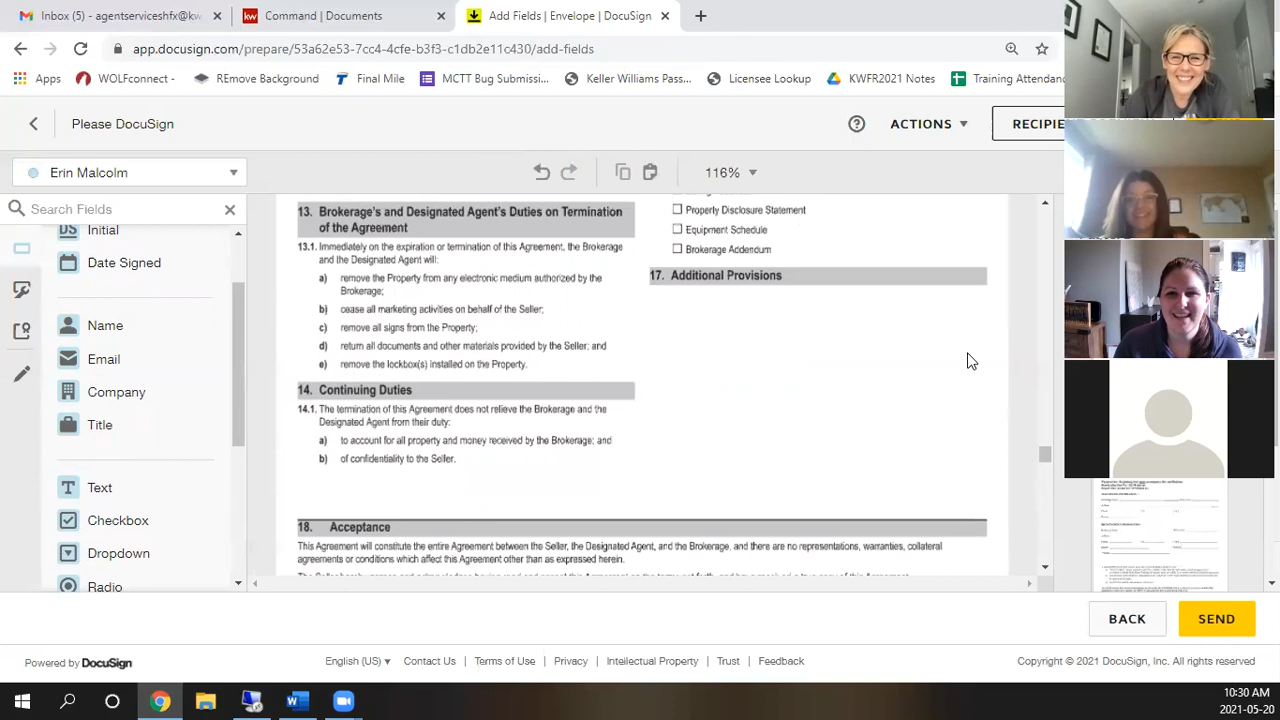 Inbox (5) - agentserviceshfx@kw
Command | Documents
Add Fields | Envelope | DocuSign
app.docusign.com/prepare/53a62e53-7cc4-4cfe-b3f3-c1db2e11c430/add-fields
Apps
WOLFconnect -
REmove Background
Final Mile
MCTT Bug Submissi...
Keller Williams Pass...
Licensee Lookup
KWFR2021 Notes
Training Attendanc
Please DocuSign
ACTIONS
RECIPIE
Erin Malcolm
116%
Search Fields
Initial
Date Signed
Name
Email
Company
Title
Text
Checkbox
Dropdown
Radio
13. Brokerage's and Designated Agent's Duties on Termination
of the Agreement
13.1. Immediately on the expiration or termination of this Agreement, the Brokerage
and the Designated Agent will:
a) remove the Property from any electronic medium authorized by the
Brokerage;
b) cease all marketing activities on behalf of the Seller;
c) remove all signs from the Property;
d) return all documents and other materials provided by the Seller; and
e) remove the lockbox(s) installed on the Property.
14. Continuing Duties
14.1. The termination of this Agreement does not relieve the Brokerage and the
Designated Agent from their duty:
a) to account for all property and money received by the Brokerage; and
b) of confidentiality to the Seller.
Property Disclosure Statement
Equipment Schedule
Brokerage Addendum
17. Additional Provisions
18. Acceptance
This Agreement will constitute the Agreement between the Seller, the Designated Agent, and the Brokerage, and there are no representations, warranties, collateral
agreements or conditions which affect this Agreement other than as expressed herein.
BACK
SEND
Powered by DocuSign
English (US)
Contact Us
Terms of Use
Privacy
Intellectual Property
Trust
Feedback
Copyright © 2021 DocuSign, Inc. All rights reserved
10:30 AM
2021-05-20